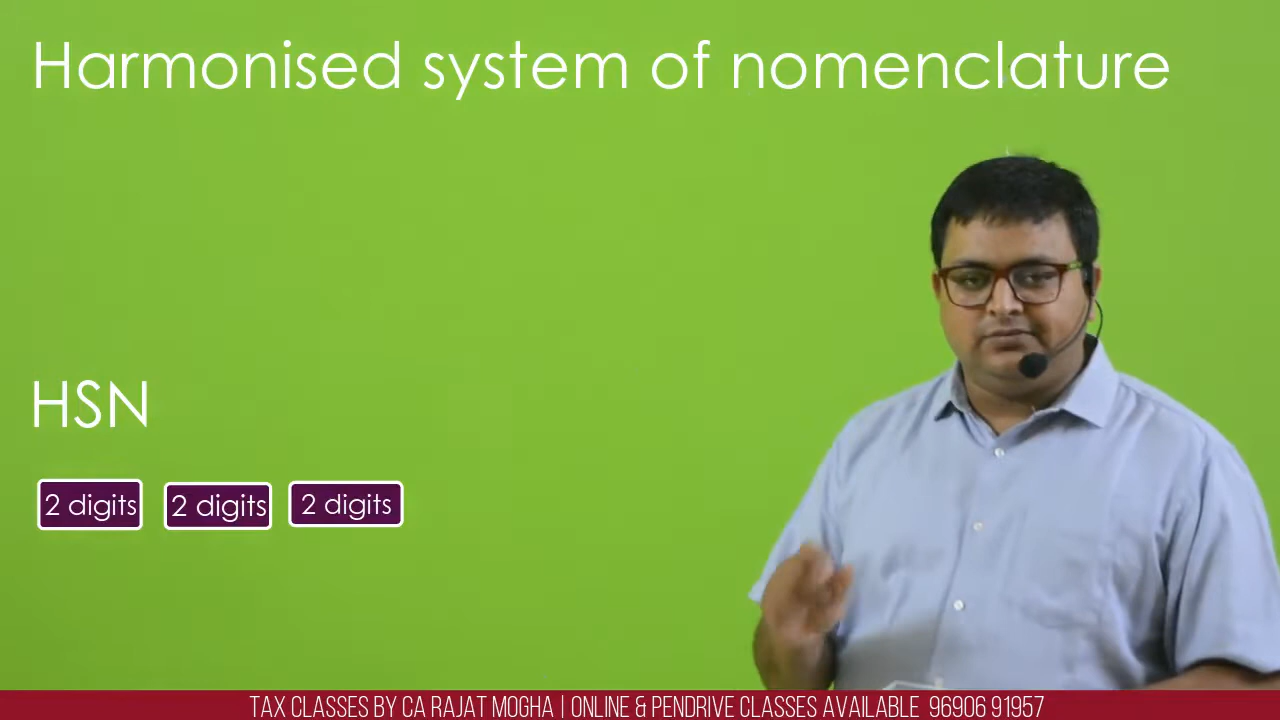 Harmonised system of nomenclature
HSN
2 digits 2 digits 2 digits
TAX CLASSES BY CA RAJAT MOGHA | ONLINE & PENDRIVE CLASSES AVAILABLE 96906 91957